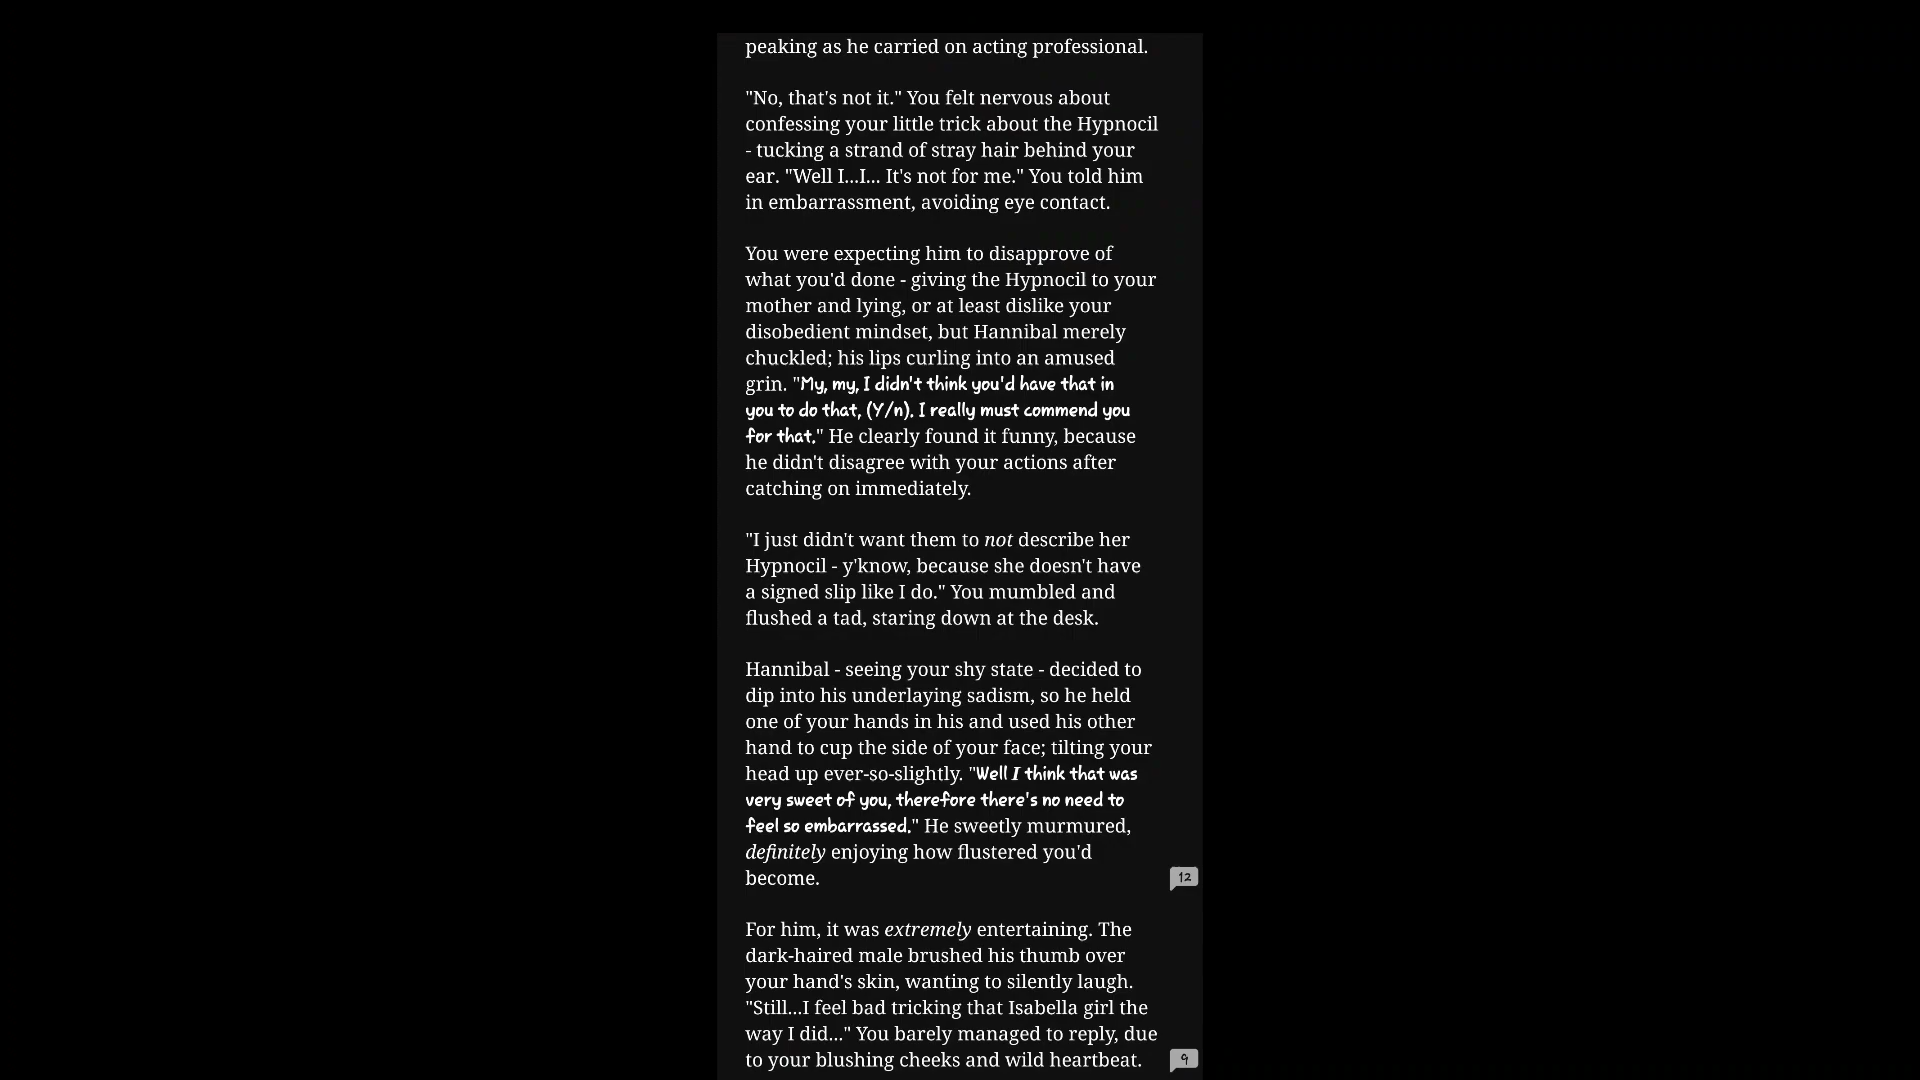 peaking as he carried on acting professional.
"No, that's not it." You felt nervous about
confessing your little trick about the Hypnocil
- tucking a strand of stray hair behind your
ear. "Well I...I... It's not for me." You told him
in embarrassment, avoiding eye contact.
You were expecting him to disapprove of
what you'd done - giving the Hypnocil to your
mother and lying, or at least dislike your
disobedient mindset, but Hannibal merely
chuckled; his lips curling into an amused
grin. "My, my, I didn't think you'd have that in
you to do that, (Y/n). I really must commend you
for that." He clearly found it funny, because
he didn't disagree with your actions after
catching on immediately.
"I just didn't want them to not describe her
Hypnocil - y'know, because she doesn't have
a signed slip like I do." You mumbled and
flushed a tad, staring down at the desk.
Hannibal - seeing your shy state - decided to
dip into his underlaying sadism, so he held
one of your hands in his and used his other
hand to cup the side of your face; tilting your
head up ever-so-slightly. "Well I think that was
very sweet of you, therefore there's no need to
feel so embarrassed." He sweetly murmured,
definitely enjoying how flustered you'd
become.
12
For him, it was extremely entertaining. The
dark-haired male brushed his thumb over
your hand's skin, wanting to silently laugh.
"Still...I feel bad tricking that Isabella girl the
way I did..." You barely managed to reply, due
to your blushing cheeks and wild heartbeat.
9